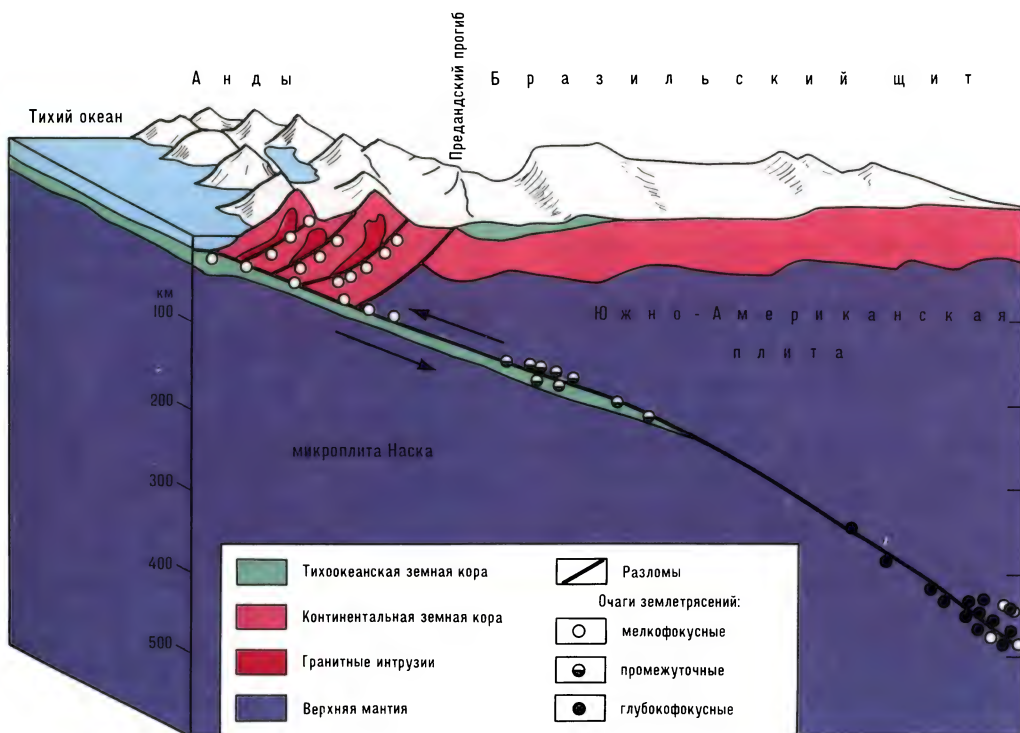 Анды
Бразильский щит
Предандский прогиб
Тихий океан
км
100
200
300
400
500
Южно-Американская
плита
микроплита Наска
Тихоокеанская земная кора
Континентальная земная кора
Гранитные интрузии
Верхняя мантия
Разломы
Очаги землетрясений:
мелкофокусные
промежуточные
глубокофокусные